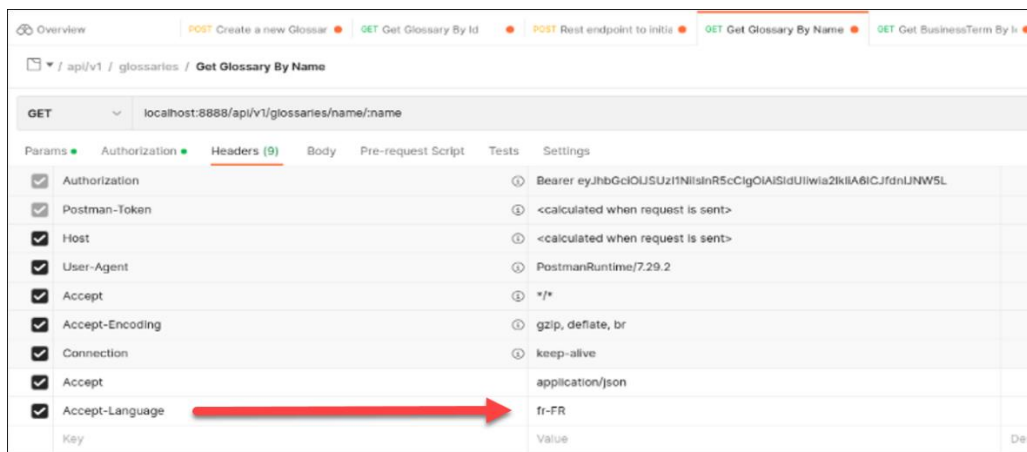 Overview POST Create a new Glossar GET Get Glossary By Id POST Rest endpoint to initia GET Get Glossary By Name GET Get BusinessTerm By I
/ api/v1 / glossaries / Get Glossary By Name
GET localhost:8888/api/v1/glossaries/name/:name
Params Authorization Headers (9) Body Pre-request Script Tests Settings
Authorization Bearer
Postman-Token <calculated when request is sent>
Host <calculated when request is sent>
User-Agent PostmanRuntime/7.29.2
Accept */*
Accept-Encoding gzip, deflate, br
Connection keep-alive
Accept application/json
Accept-Language fr-FR
Key Value De